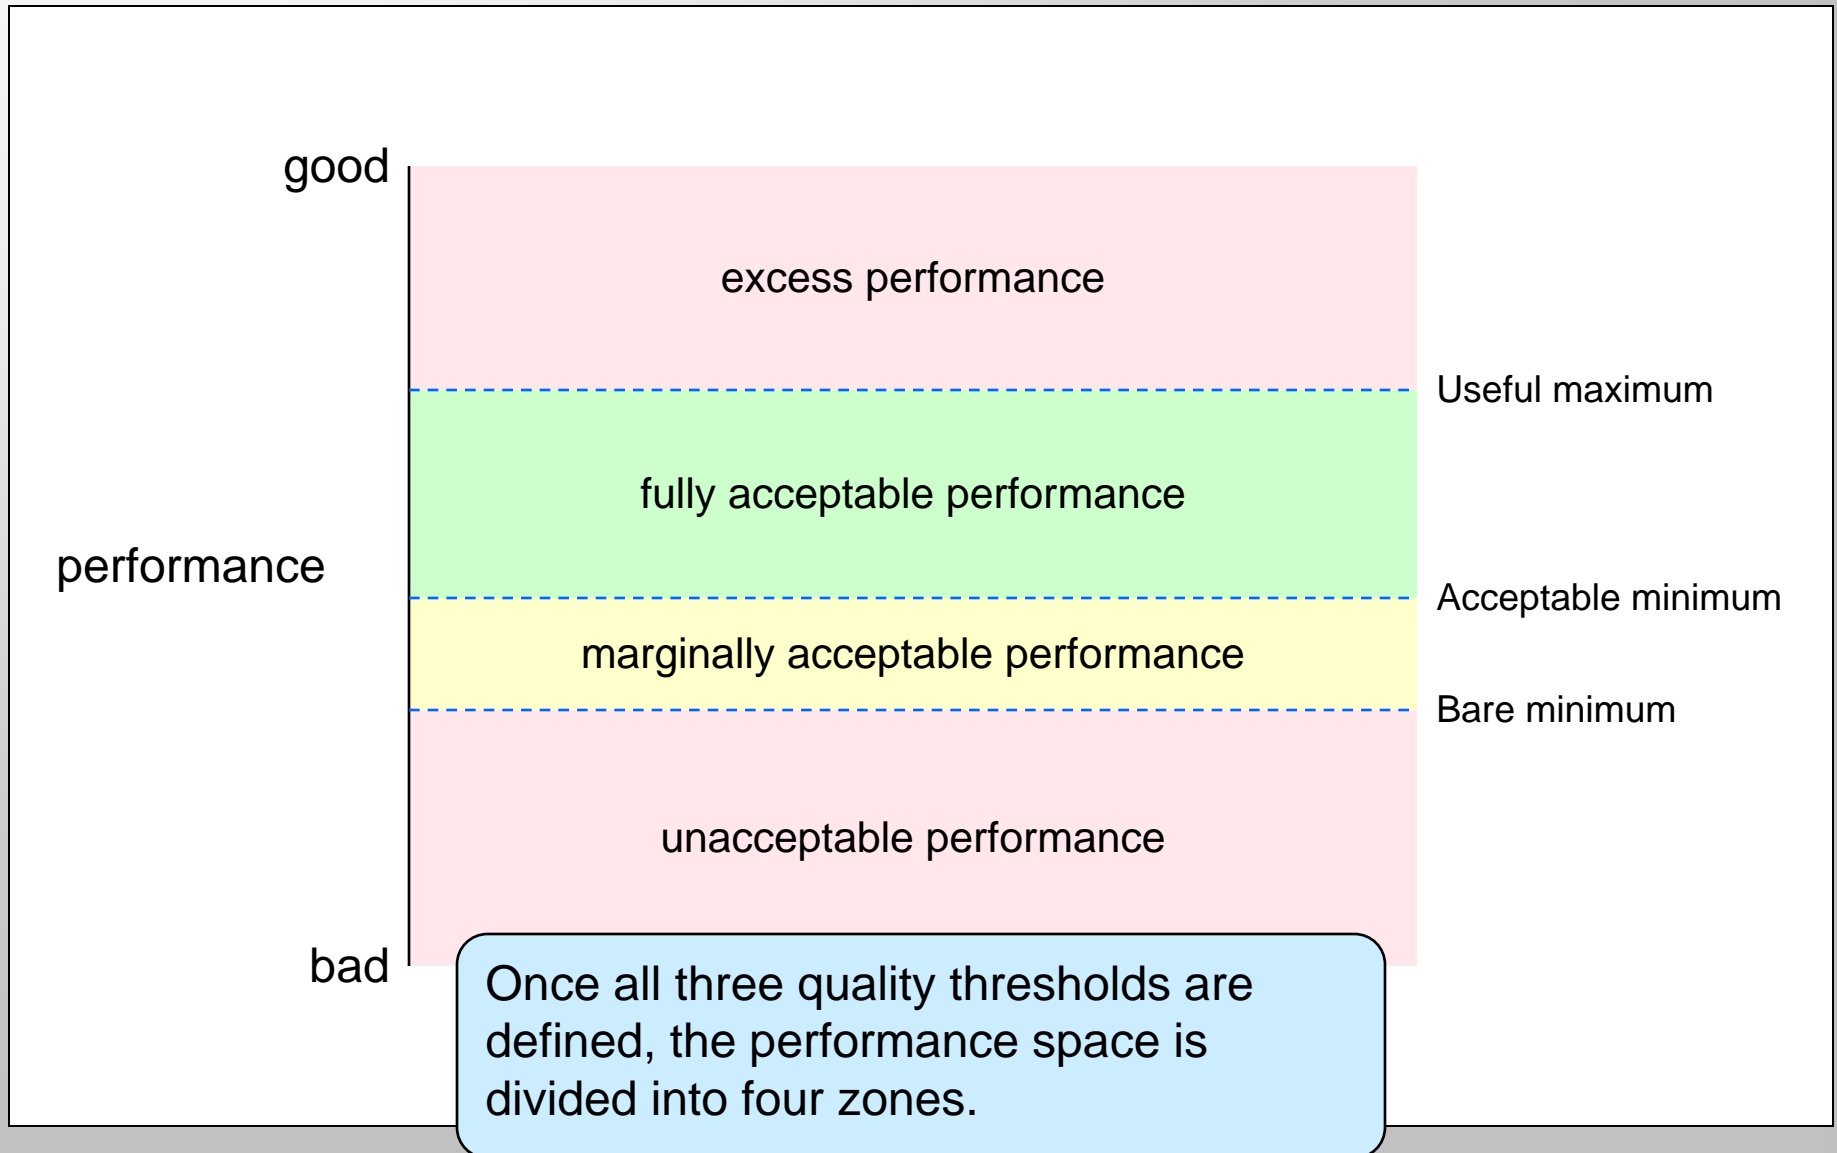 good
excess performance
Useful maximum
fully acceptable performance
performance
Acceptable minimum
marginally acceptable performance
Bare minimum
unacceptable performance
bad
Once all three quality thresholds are
defined, the performance space is
divided into four zones.